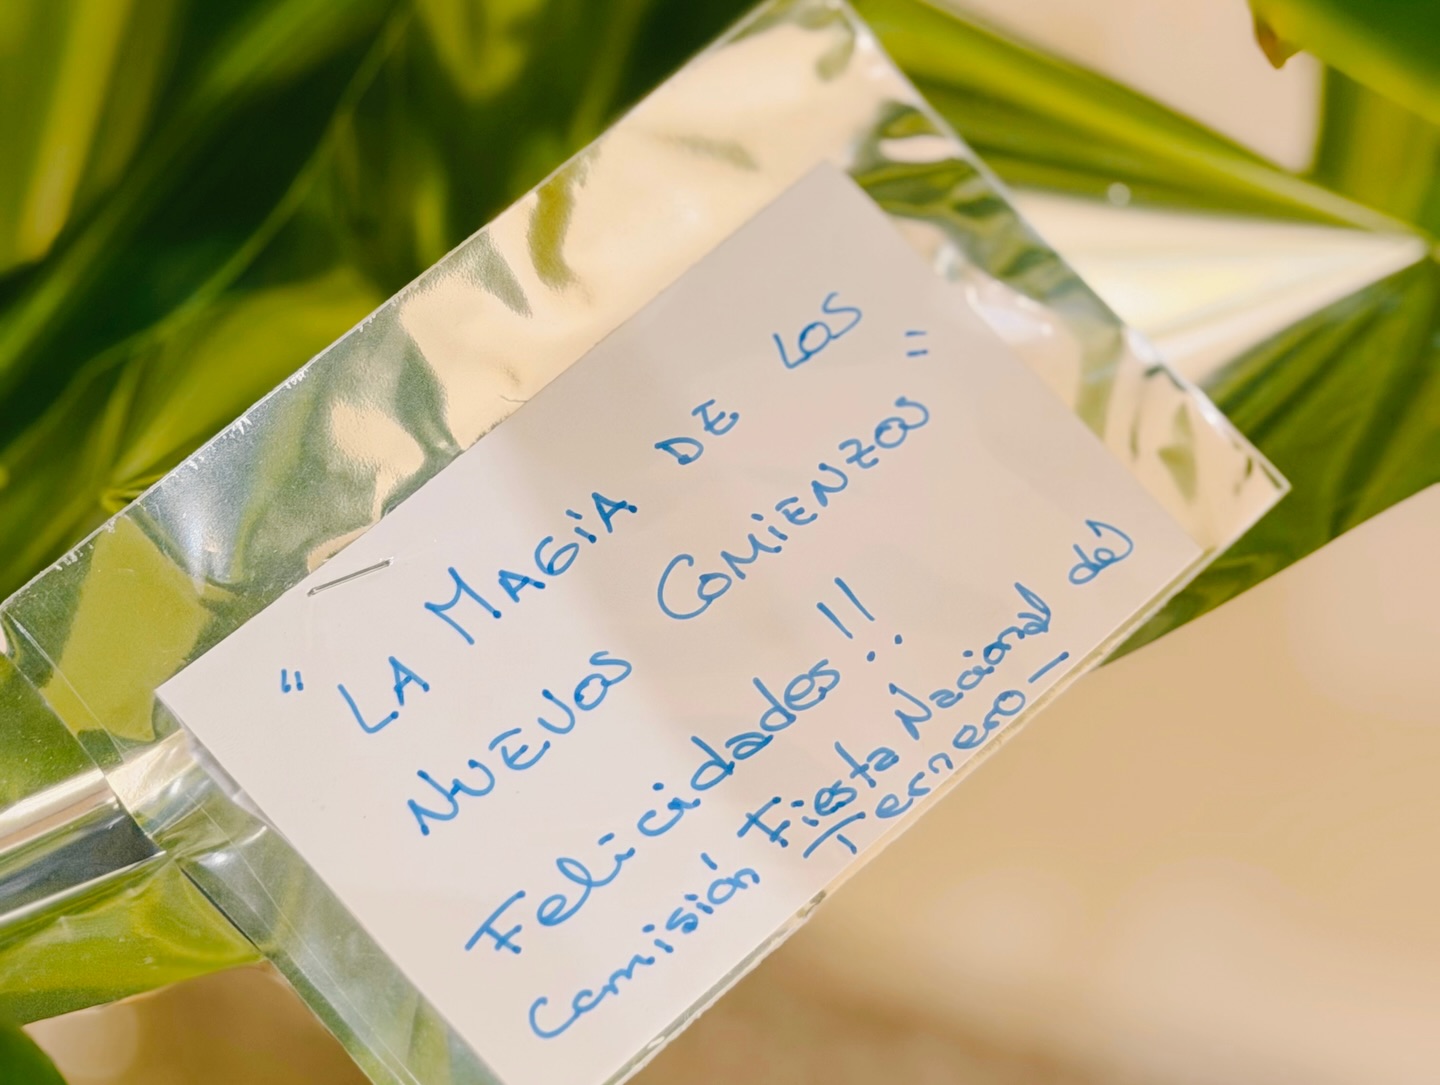 "LA MAGiA DE LOS
NUEVOS COMiENZOS"
Felicidades!!
Comisión Fiesta Nacional del
Ternero—